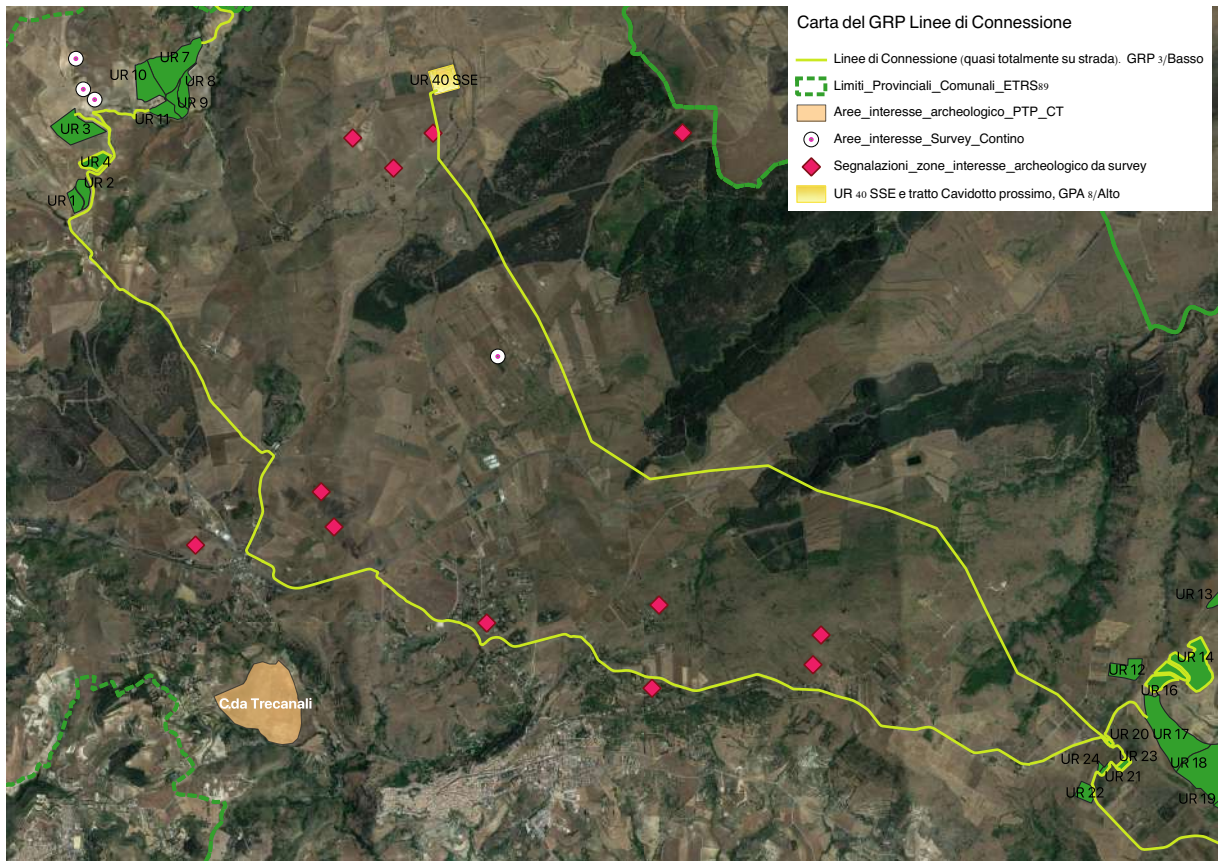 Carta del GRP Linee di Connessione
Linee di Connessione (quasi totalmente su strada). GRP 3/Basso
Limiti_Provinciali_Comunali_ETRS89
Aree_interesse_archeologico_PTP_CT
Aree_interesse_Survey_Contino
Segnalazioni_zone_interesse_archeologico da survey
UR 40 SSE e tratto Cavidotto prossimo, GPA 8/Alto
UR 7
UR 10
UR 8
UR 9
UR 11
UR 3
UR 4
UR 2
UR 1
UR 40 SSE
C.da Trecanali
UR 13
UR 14
UR 12
UR 16
UR 20
UR 17
UR 24
UR 23
UR 18
UR 21
UR 22
UR 19